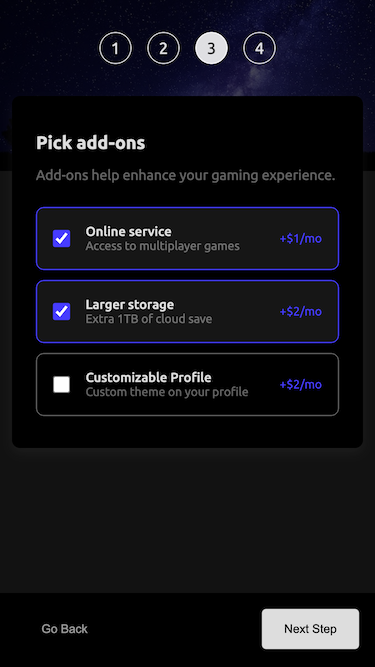 1 2 3 4
Pick add-ons
Add-ons help enhance your gaming experience.
Online service
Access to multiplayer games
+$1/mo
Larger storage
Extra 1TB of cloud save
+$2/mo
Customizable Profile
Custom theme on your profile
+$2/mo
Go Back
Next Step